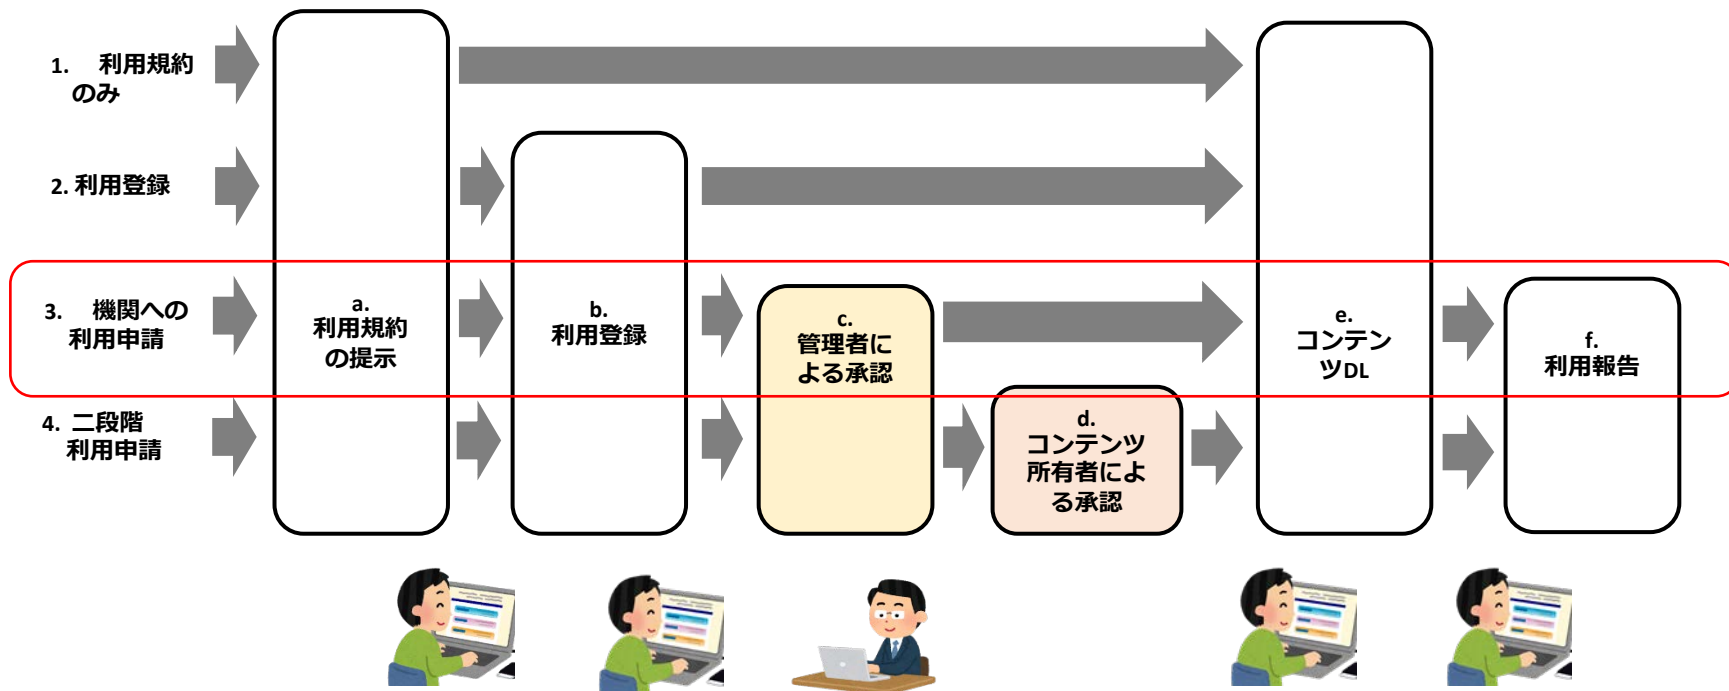 1. 利用規約
のみ
2. 利用登録
3. 機関への
利用申請
4. 二段階
利用申請
a.
利用規約
の提示
b.
利用登録
c.
管理者に
よる承認
d.
コンテンツ
所有者によ
る承認
e.
コンテン
ツDL
f.
利用報告